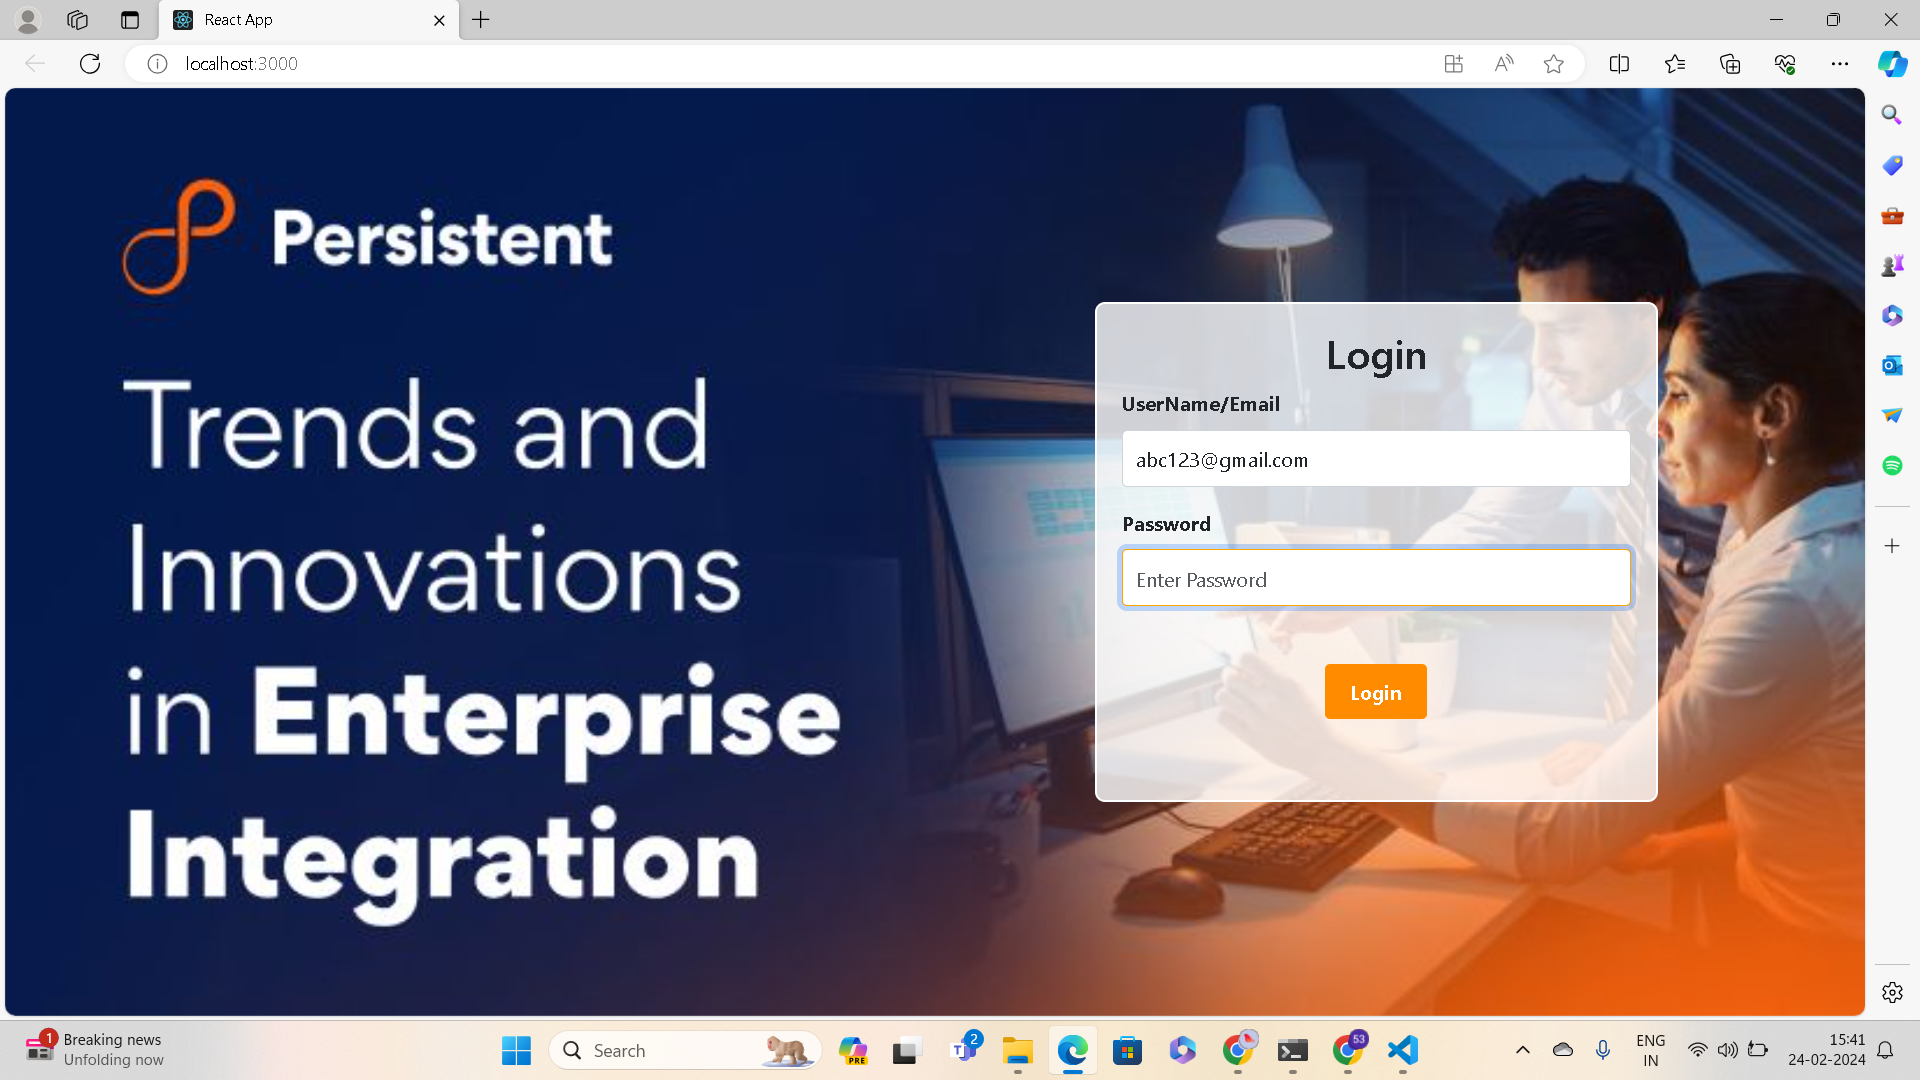 React App
localhost:3000
Persistent
Trends and
Innovations
in Enterprise
Integration
Login
UserName/Email
abc123@gmail.com
Password
Enter Password
Login
1
Breaking news
Unfolding now
Search
PRE
2
53
ENG
IN
15:41
24-02-2024